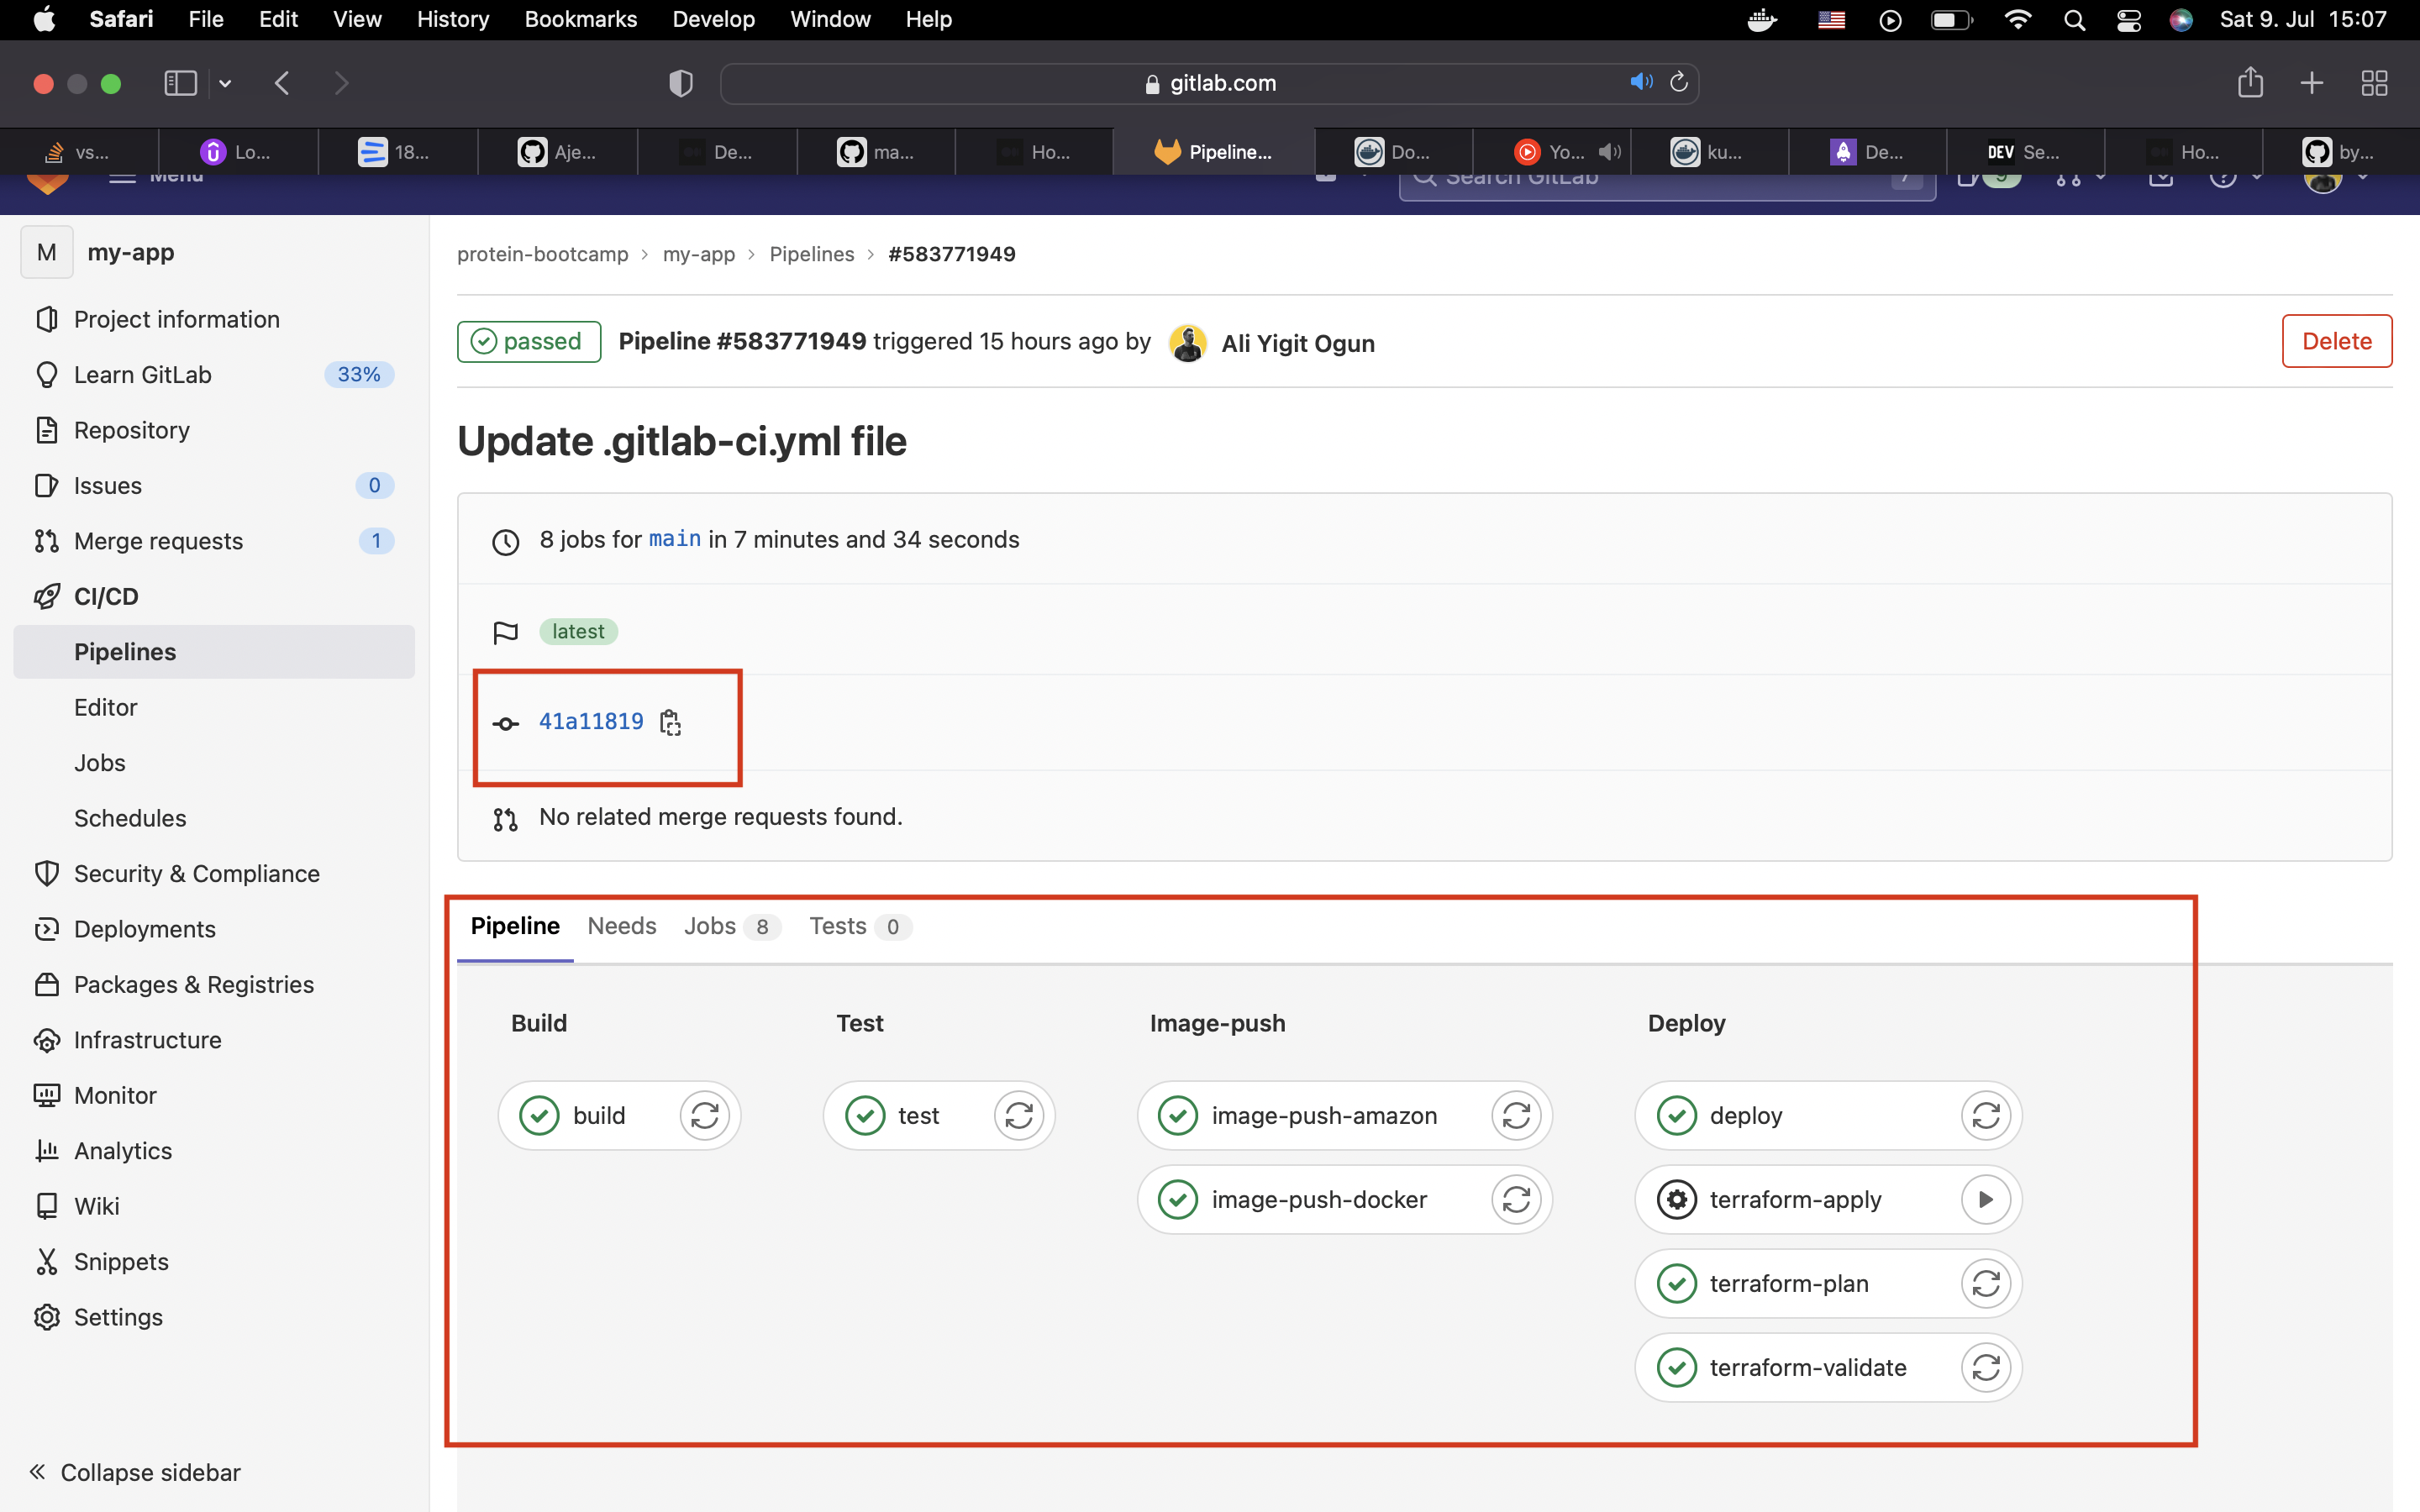 Safari File Edit View History Bookmarks Develop Window Help Sat 9. Jul 15:07
gitlab.com
vs... Lo... 18... Aje... De... ma... Ho... Pipeline... Do... Yo... ku... De... DEV Se... Ho... by...
Menu Search GitLab 9
M my-app
Project information
Learn GitLab 33%
Repository
Issues 0
Merge requests 1
CI/CD
Pipelines
Editor
Jobs
Schedules
Security & Compliance
Deployments
Packages & Registries
Infrastructure
Monitor
Analytics
Wiki
Snippets
Settings
Collapse sidebar
protein-bootcamp > my-app > Pipelines > #583771949
passed Pipeline #583771949 triggered 15 hours ago by Ali Yigit Ogun Delete
Update .gitlab-ci.yml file
8 jobs for main in 7 minutes and 34 seconds
latest
41a11819
No related merge requests found.
Pipeline Needs Jobs 8 Tests 0
Build Test Image-push Deploy
build test image-push-amazon deploy
image-push-docker terraform-apply
terraform-plan
terraform-validate